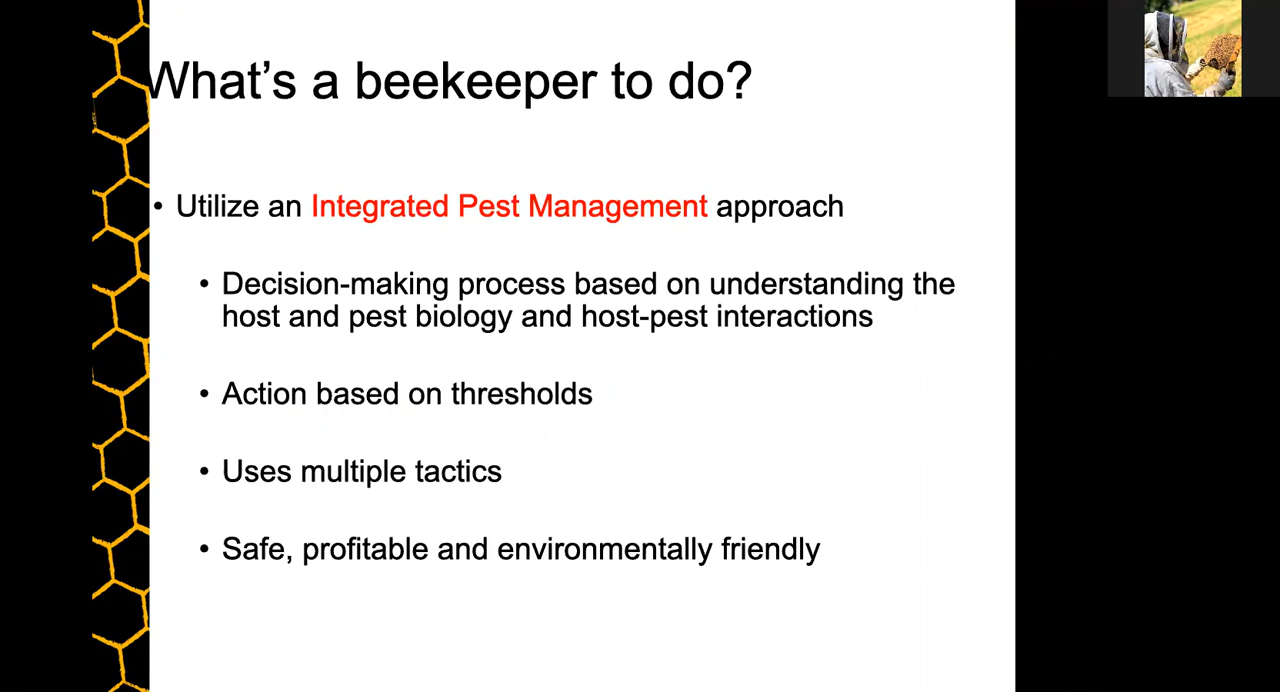 What's a beekeeper to do?
• Utilize an Integrated Pest Management approach
• Decision-making process based on understanding the
host and pest biology and host-pest interactions
• Action based on thresholds
• Uses multiple tactics
• Safe, profitable and environmentally friendly